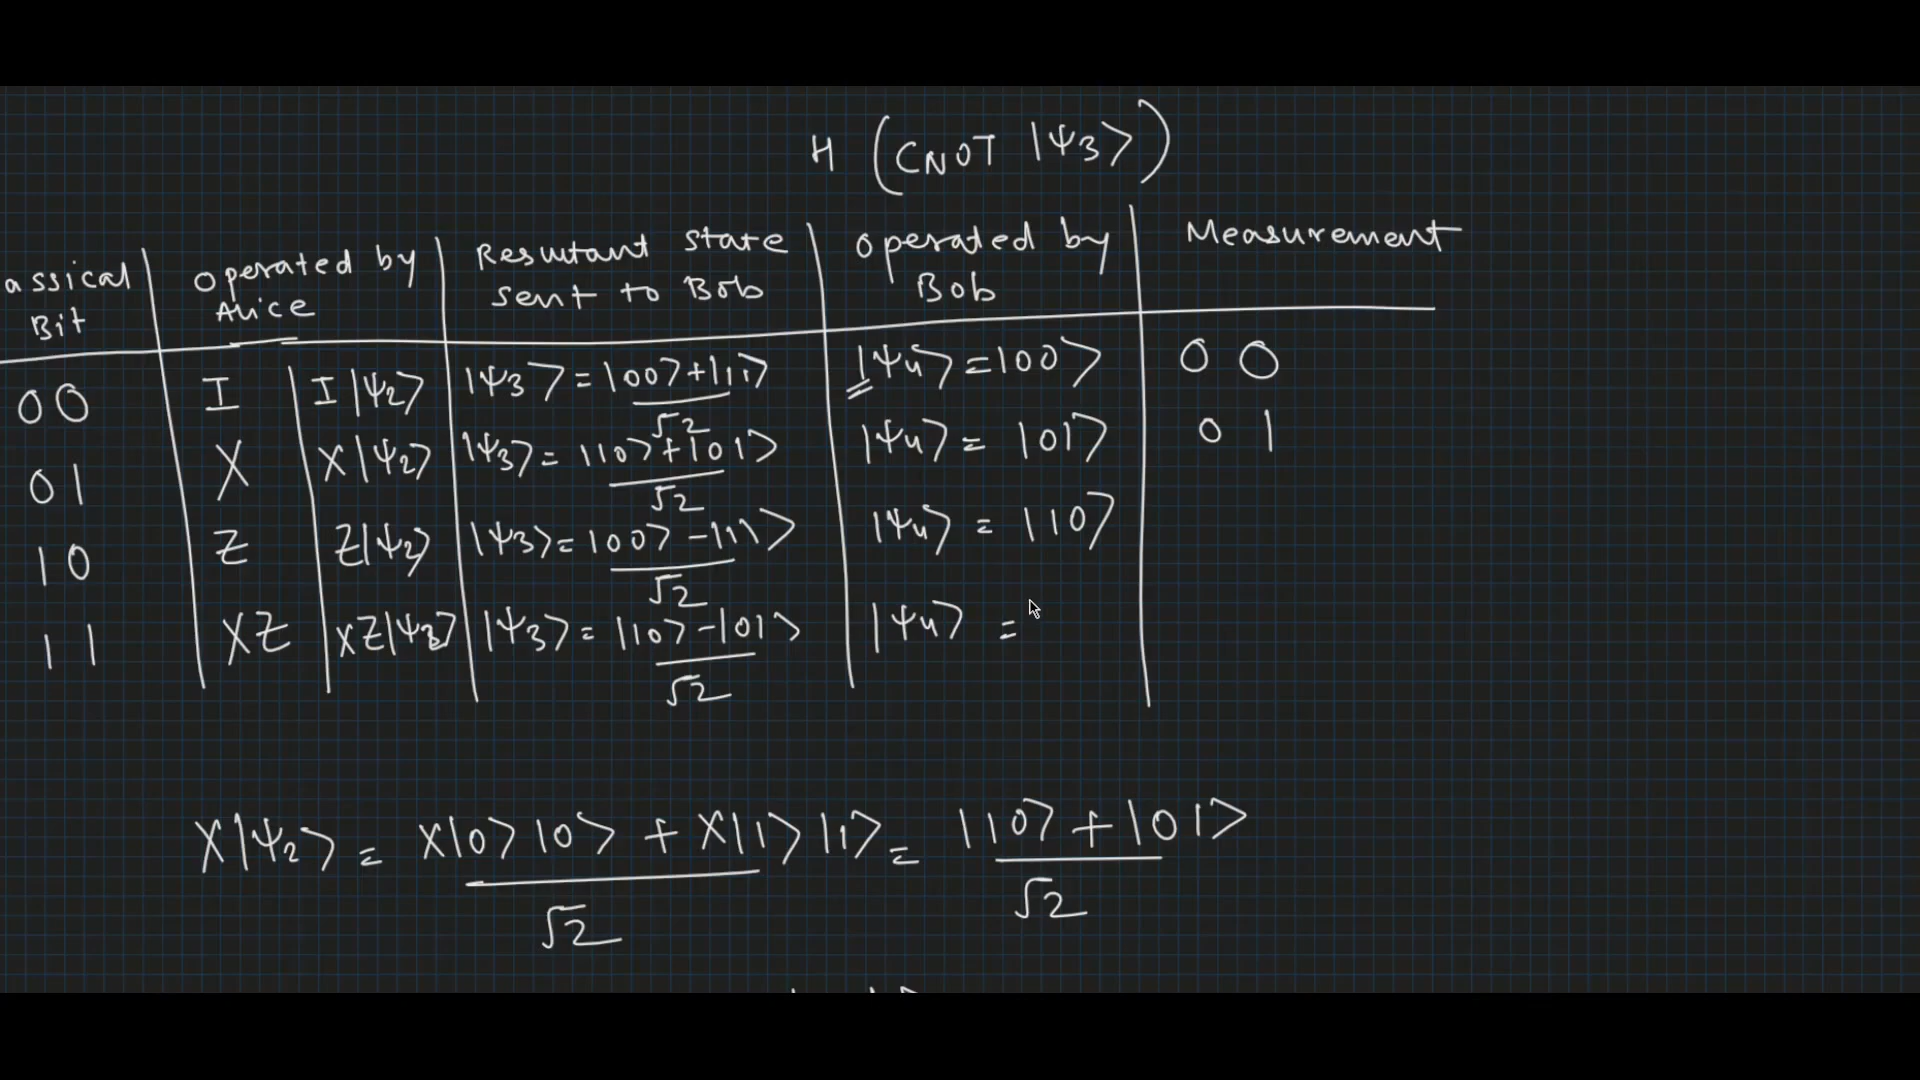 H (CNOT |Ψ3⟩)
assical Bit | Operated by Alice | Resultant state sent to Bob | Operated by Bob | Measurement
00 | I | I|Ψ2⟩ | |Ψ3⟩ = |00⟩+|11⟩ / √2 | |Ψ4⟩ = |00⟩ | 0 0
01 | X | X|Ψ2⟩ | |Ψ3⟩ = |10⟩+|01⟩ / √2 | |Ψ4⟩ = |01⟩ | 0 1
10 | Z | Z|Ψ2⟩ | |Ψ3⟩ = |00⟩-|11⟩ / √2 | |Ψ4⟩ = |10⟩
11 | XZ | XZ|Ψ2⟩ | |Ψ3⟩ = |10⟩-|01⟩ / √2 | |Ψ4⟩ =
X|Ψ2⟩ = X|0⟩|0⟩ + X|1⟩|1⟩ / √2 = |10⟩+|01⟩ / √2